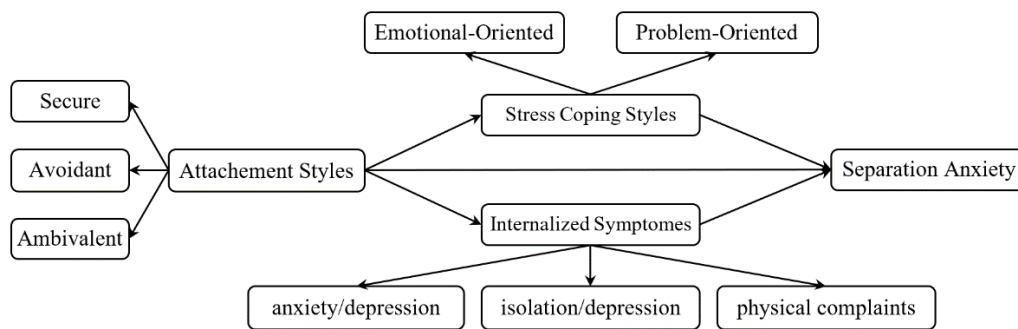 Emotional-Oriented
Problem-Oriented
Secure
Stress Coping Styles
Avoidant
Attachement Styles
Separation Anxiety
Ambivalent
Internalized Symptomes
anxiety/depression
isolation/depression
physical complaints